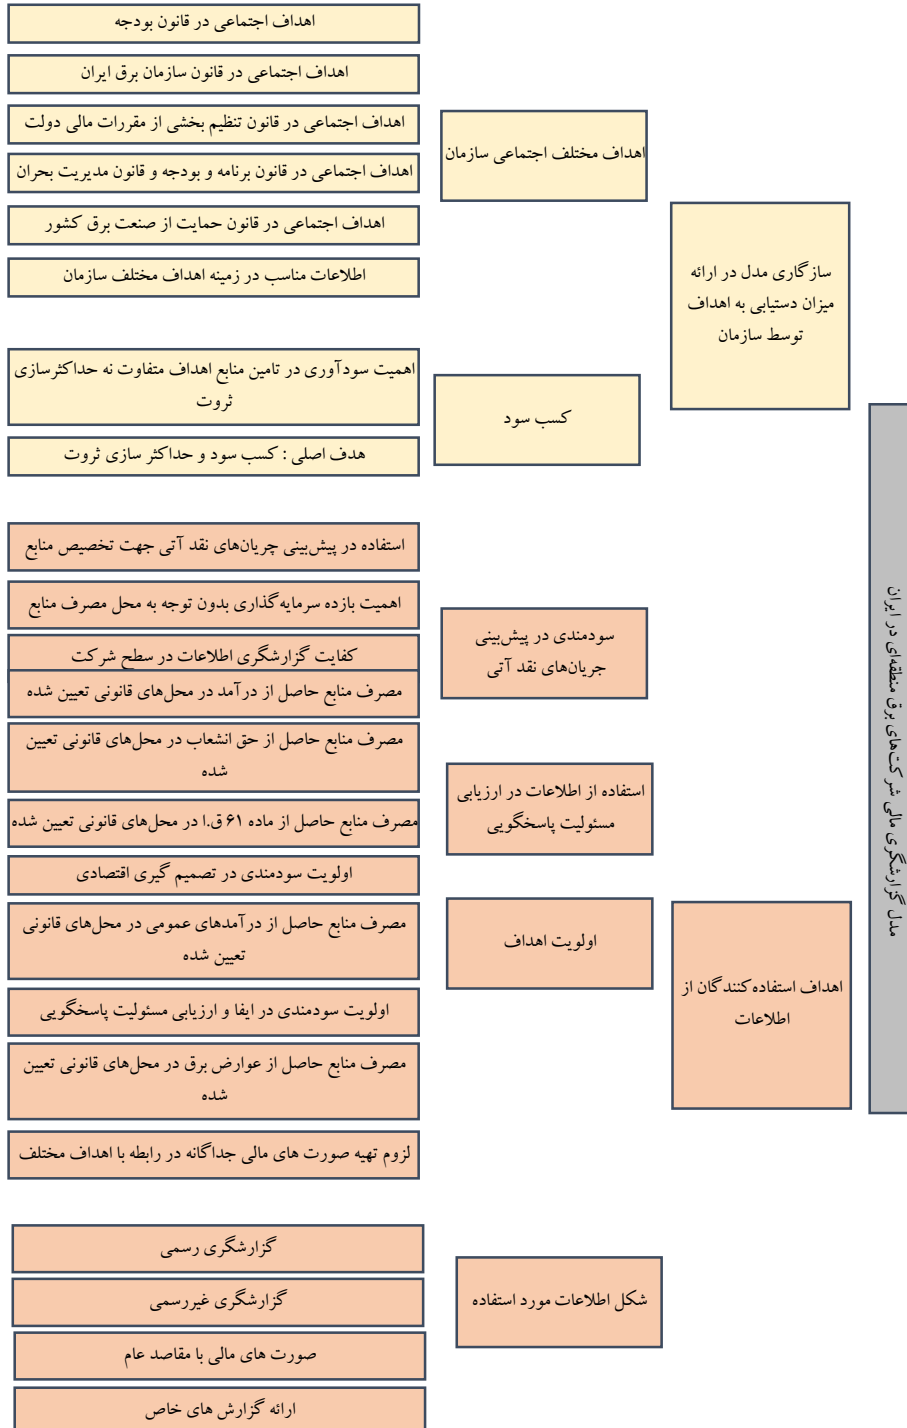 اهداف اجتماعی در قانون بودجه
اهداف اجتماعی در قانون سازمان برق ایران
اهداف اجتماعی در قانون تنظیم بخشی از مقررات مالی دولت
اهداف اجتماعی در قانون برنامه و بودجه و قانون مدیریت بحران
اهداف اجتماعی در قانون حمایت از صنعت برق کشور
اطلاعات مناسب در زمینه اهداف مختلف سازمان
اهداف مختلف اجتماعی سازمان
سازگاری مدل در ارائه
میزان دستیابی به اهداف
توسط سازمان
اهمیت سودآوری در تامین منابع اهداف متفاوت نه حداکثرسازی
ثروت
هدف اصلی : کسب سود و حداکثر سازی ثروت
کسب سود
مدل گزارشگری مالی شرکت‌های برق منطقه‌ای در ایران
استفاده در پیش‌بینی جریان‌های نقد آتی جهت تخصیص منابع
اهمیت بازده سرمایه‌گذاری بدون توجه به محل مصرف منابع
کفایت گزارشگری اطلاعات در سطح شرکت
مصرف منابع حاصل از درآمد در محل‌های قانونی تعیین شده
سودمندی در پیش‌بینی
جریان‌های نقد آتی
مصرف منابع حاصل از حق انشعاب در محل‌های قانونی تعیین
شده
مصرف منابع حاصل از ماده ۶۱ ق.ا در محل‌های قانونی تعیین شده
استفاده از اطلاعات در ارزیابی
مسئولیت پاسخگویی
اولویت سودمندی در تصمیم گیری اقتصادی
مصرف منابع حاصل از درآمدهای عمومی در محل‌های قانونی
تعیین شده
اولویت اهداف
اهداف استفاده‌کنندگان از
اطلاعات
اولویت سودمندی در ایفا و ارزیابی مسئولیت پاسخگویی
مصرف منابع حاصل از عوارض برق در محل‌های قانونی تعیین
شده
لزوم تهیه صورت های مالی جداگانه در رابطه با اهداف مختلف
گزارشگری رسمی
گزارشگری غیررسمی
صورت های مالی با مقاصد عام
ارائه گزارش های خاص
شکل اطلاعات مورد استفاده